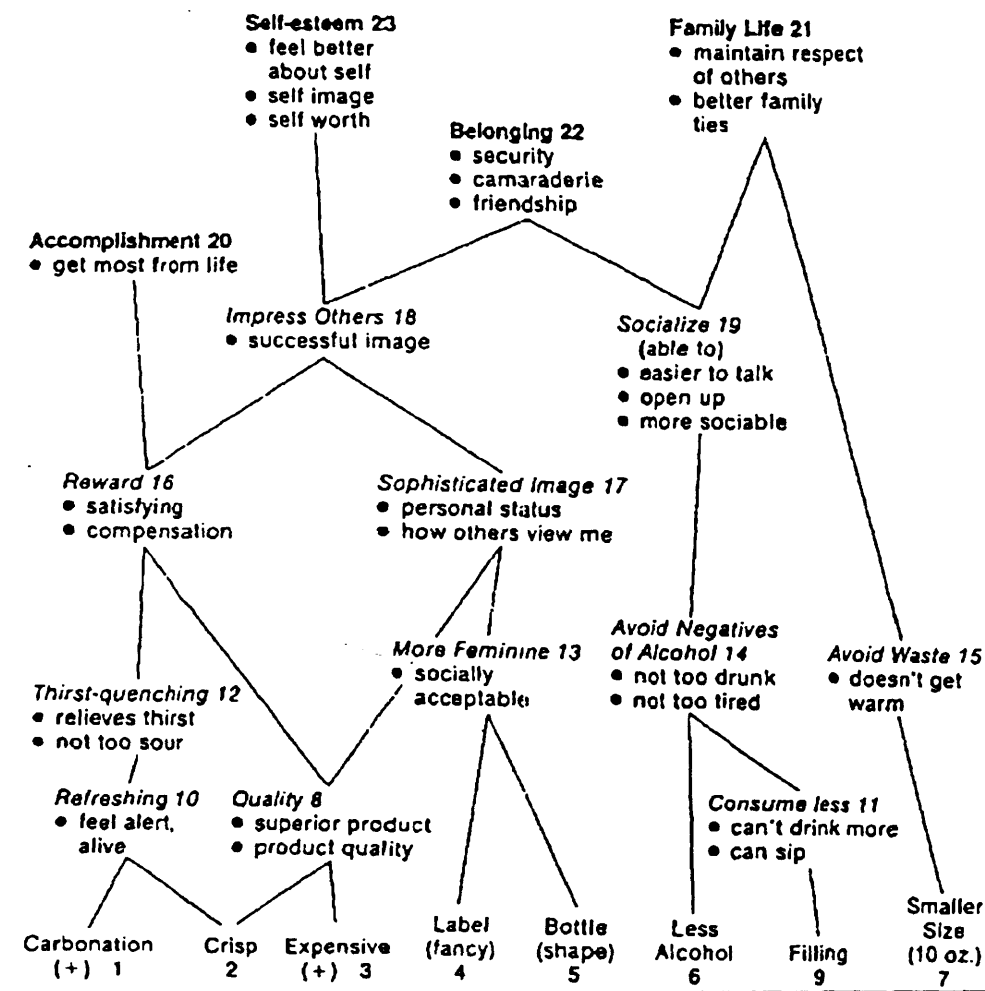 Self-esteem 23
• feel better
about self
• self image
• self worth
Family Life 21
• maintain respect
of others
• better family
ties
Belonging 22
• security
• camaraderie
• friendship
Accomplishment 20
• get most from life
Impress Others 18
• successful image
Socialize 19
(able to)
• easier to talk
• open up
• more sociable
Reward 16
• satisfying
• compensation
Sophisticated Image 17
• personal status
• how others view me
More Feminine 13
• socially
acceptable
Avoid Negatives
of Alcohol 14
• not too drunk
• not too tired
Avoid Waste 15
• doesn't get
warm
Thirst-quenching 12
• relieves thirst
• not too sour
Refreshing 10
• feel alert,
alive
Quality 8
• superior product
• product quality
Consume less 11
• can't drink more
• can sip
Carbonation
(+) 1
Crisp
2
Expensive
(+) 3
Label
(fancy)
4
Bottle
(shape)
5
Less
Alcohol
6
Filling
9
Smaller
Size
(10 oz.)
7